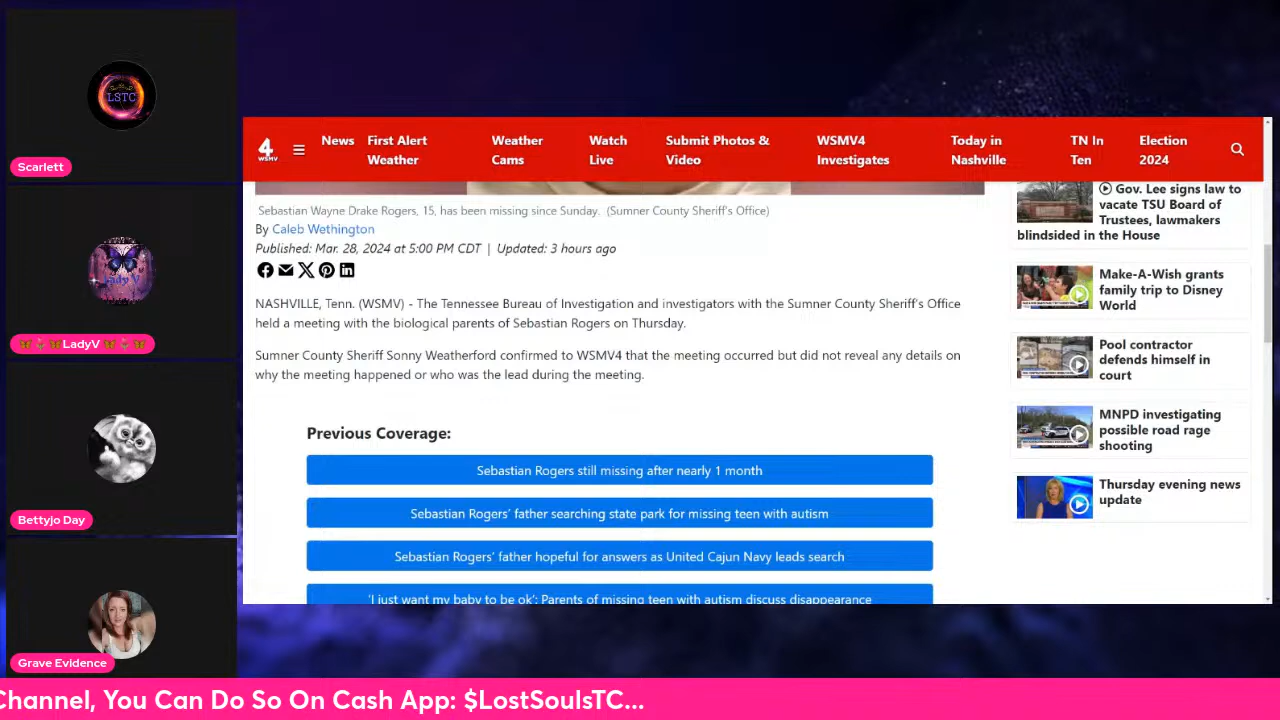 LSTC
Scarlett
Lady V
LadyV
Bettyjo Day
Grave Evidence
4
WSMV
News
First Alert
Weather
Weather
Cams
Watch
Live
Submit Photos &
Video
WSMV4
Investigates
Today in
Nashville
TN In
Ten
Election
2024
Sebastian Wayne Drake Rogers, 15, has been missing since Sunday. (Sumner County Sheriff's Office)
By Caleb Wethington
Published: Mar. 28, 2024 at 5:00 PM CDT | Updated: 3 hours ago
NASHVILLE, Tenn. (WSMV) - The Tennessee Bureau of Investigation and investigators with the Sumner County Sheriff's Office
held a meeting with the biological parents of Sebastian Rogers on Thursday.
Sumner County Sheriff Sonny Weatherford confirmed to WSMV4 that the meeting occurred but did not reveal any details on
why the meeting happened or who was the lead during the meeting.
Previous Coverage:
Sebastian Rogers still missing after nearly 1 month
Sebastian Rogers' father searching state park for missing teen with autism
Sebastian Rogers' father hopeful for answers as United Cajun Navy leads search
'I just want my baby to be ok': Parents of missing teen with autism discuss disappearance
Gov. Lee signs law to
vacate TSU Board of
Trustees, lawmakers
blindsided in the House
Make-A-Wish grants
family trip to Disney
World
Pool contractor
defends himself in
court
MNPD investigating
possible road rage
shooting
Thursday evening news
update
Channel, You Can Do So On Cash App: $LostSoulsTC...